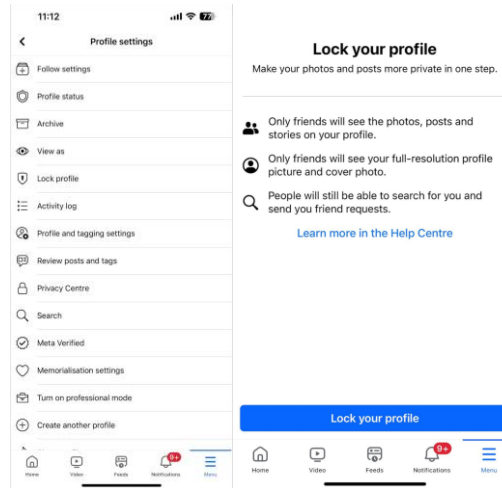 11:12
77
Profile settings
Follow settings
Profile status
Archive
View as
Lock profile
Activity log
Profile and tagging settings
Review posts and tags
Privacy Centre
Search
Meta Verified
Memorialisation settings
Turn on professional mode
Create another profile
9+
Home
Video
Feeds
Notifications
Menu
Lock your profile
Make your photos and posts more private in one step.
Only friends will see the photos, posts and
stories on your profile.
Only friends will see your full-resolution profile
picture and cover photo.
People will still be able to search for you and
send you friend requests.
Learn more in the Help Centre
Lock your profile
9+
Home
Video
Feeds
Notifications
Menu